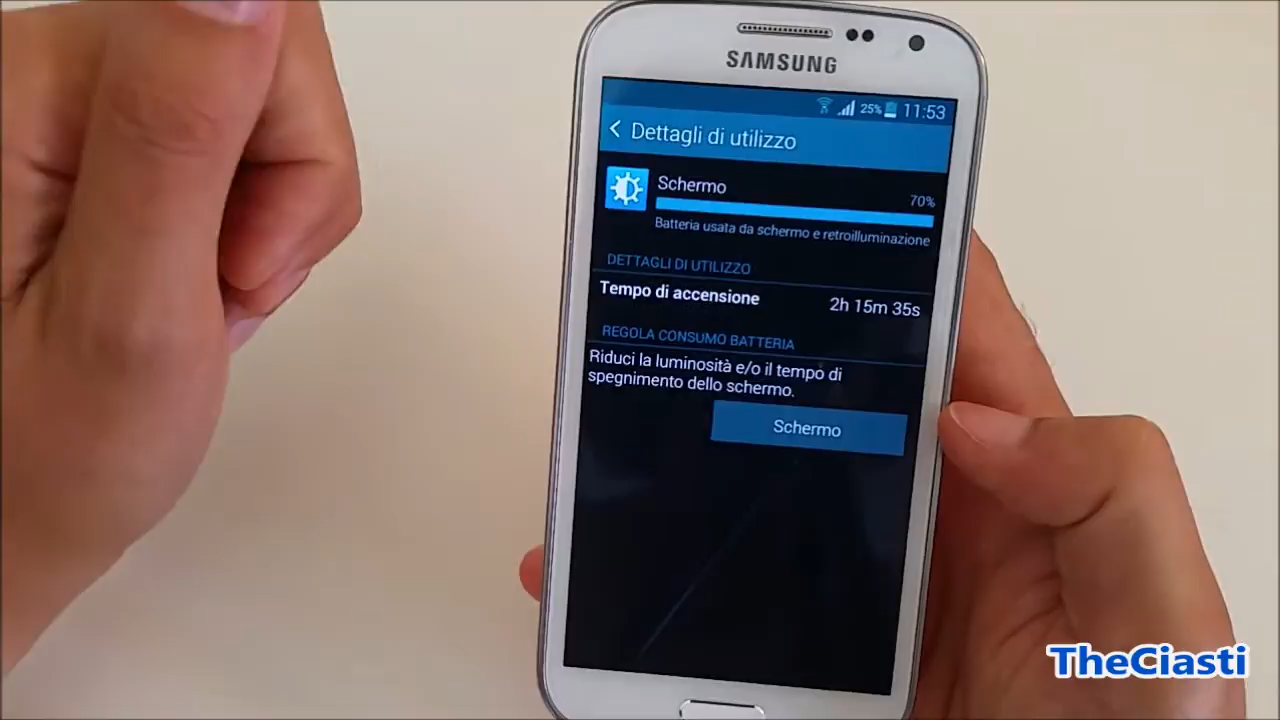 SAMSUNG
25% 11:53
Dettagli di utilizzo
Schermo
70%
Batteria usata da schermo e retroilluminazione
DETTAGLI DI UTILIZZO
Tempo di accensione 2h 15m 35s
REGOLA CONSUMO BATTERIA
Riduci la luminosità e/o il tempo di
spegnimento dello schermo.
Schermo
TheCiasti